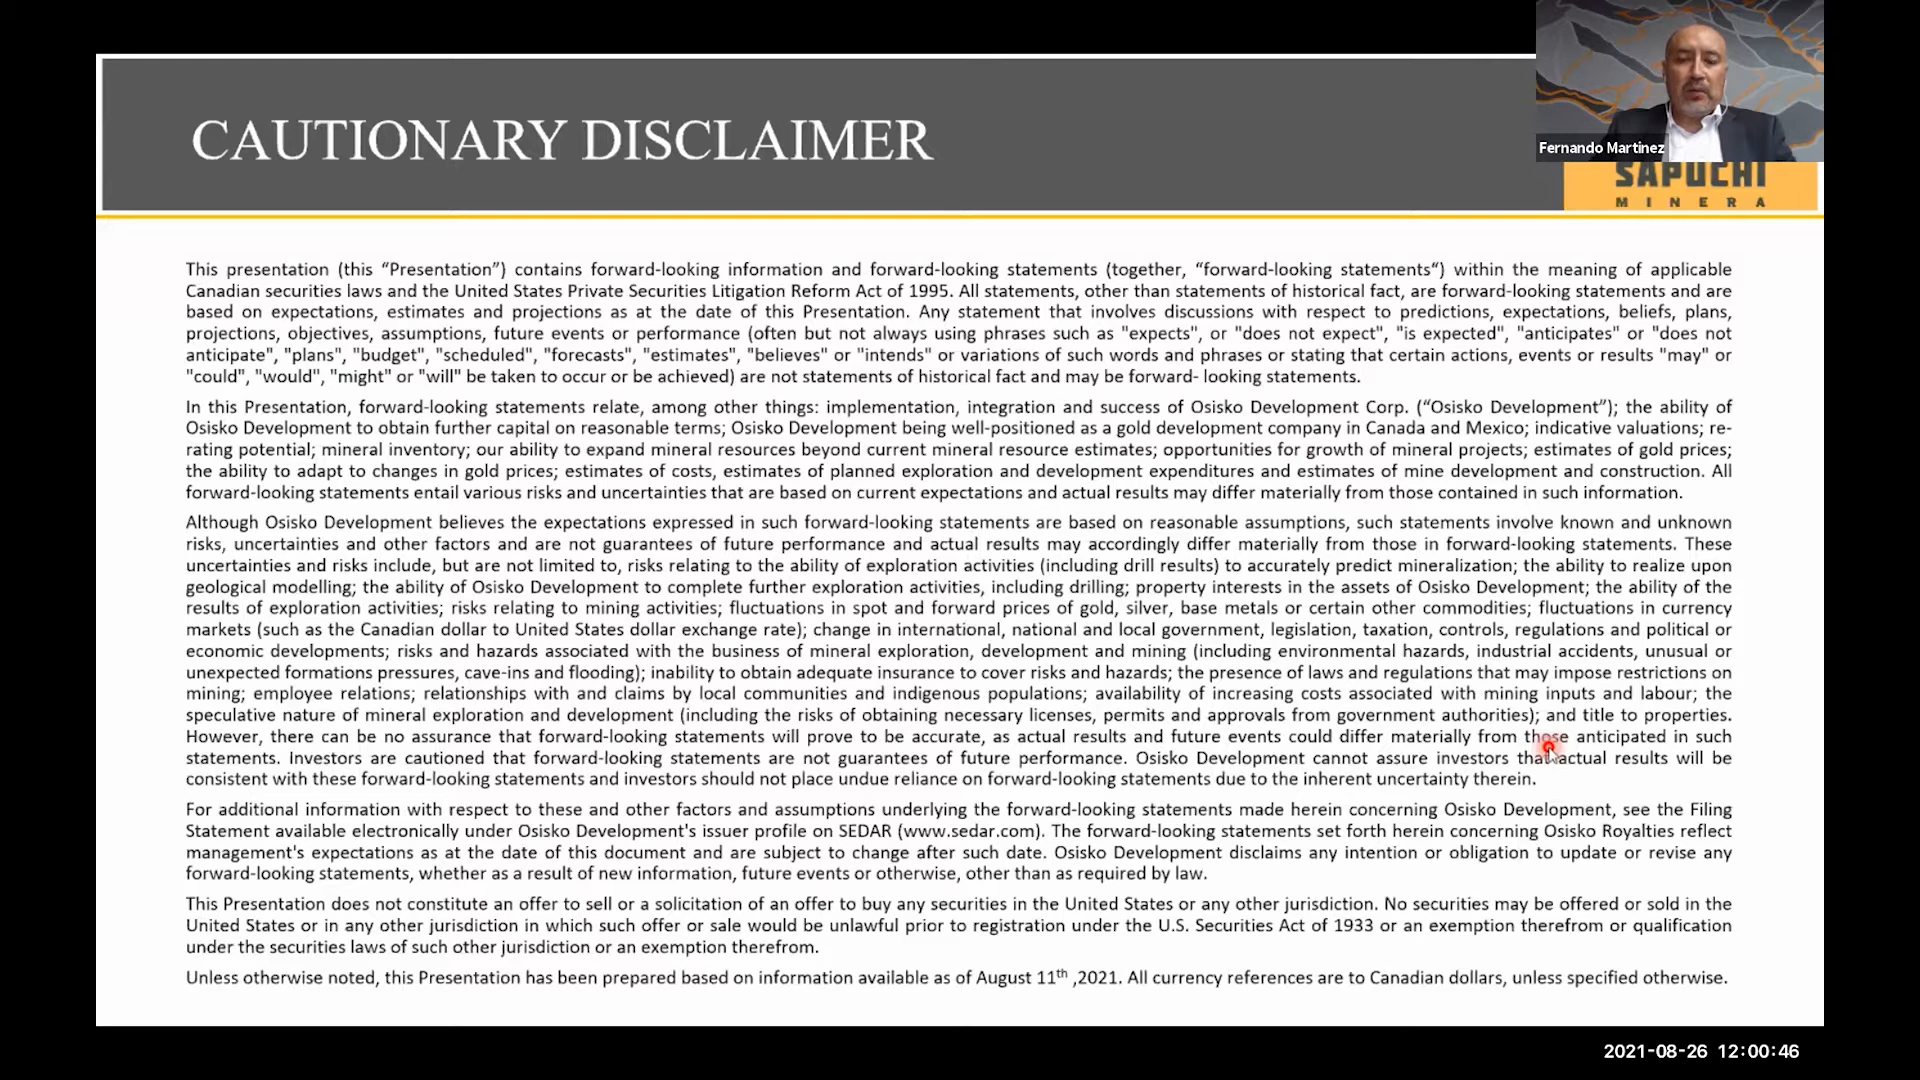 CAUTIONARY DISCLAIMER
Fernando Martinez
SAPUCHI
MINERA
This presentation (this “Presentation”) contains forward-looking information and forward-looking statements (together, “forward-looking statements“) within the meaning of applicable
Canadian securities laws and the United States Private Securities Litigation Reform Act of 1995. All statements, other than statements of historical fact, are forward-looking statements and are
based on expectations, estimates and projections as at the date of this Presentation. Any statement that involves discussions with respect to predictions, expectations, beliefs, plans,
projections, objectives, assumptions, future events or performance (often but not always using phrases such as "expects", or "does not expect", "is expected", "anticipates" or "does not
anticipate", "plans", "budget", "scheduled", "forecasts", "estimates", "believes" or "intends" or variations of such words and phrases or stating that certain actions, events or results "may" or
"could", "would", "might" or "will" be taken to occur or be achieved) are not statements of historical fact and may be forward- looking statements.
In this Presentation, forward-looking statements relate, among other things: implementation, integration and success of Osisko Development Corp. (“Osisko Development”); the ability of
Osisko Development to obtain further capital on reasonable terms; Osisko Development being well-positioned as a gold development company in Canada and Mexico; indicative valuations; re-
rating potential; mineral inventory; our ability to expand mineral resources beyond current mineral resource estimates; opportunities for growth of mineral projects; estimates of gold prices;
the ability to adapt to changes in gold prices; estimates of costs, estimates of planned exploration and development expenditures and estimates of mine development and construction. All
forward-looking statements entail various risks and uncertainties that are based on current expectations and actual results may differ materially from those contained in such information.
Although Osisko Development believes the expectations expressed in such forward-looking statements are based on reasonable assumptions, such statements involve known and unknown
risks, uncertainties and other factors and are not guarantees of future performance and actual results may accordingly differ materially from those in forward-looking statements. These
uncertainties and risks include, but are not limited to, risks relating to the ability of exploration activities (including drill results) to accurately predict mineralization; the ability to realize upon
geological modelling; the ability of Osisko Development to complete further exploration activities, including drilling; property interests in the assets of Osisko Development; the ability of the
results of exploration activities; risks relating to mining activities; fluctuations in spot and forward prices of gold, silver, base metals or certain other commodities; fluctuations in currency
markets (such as the Canadian dollar to United States dollar exchange rate); change in international, national and local government, legislation, taxation, controls, regulations and political or
economic developments; risks and hazards associated with the business of mineral exploration, development and mining (including environmental hazards, industrial accidents, unusual or
unexpected formations pressures, cave-ins and flooding); inability to obtain adequate insurance to cover risks and hazards; the presence of laws and regulations that may impose restrictions on
mining; employee relations; relationships with and claims by local communities and indigenous populations; availability of increasing costs associated with mining inputs and labour; the
speculative nature of mineral exploration and development (including the risks of obtaining necessary licenses, permits and approvals from government authorities); and title to properties.
However, there can be no assurance that forward-looking statements will prove to be accurate, as actual results and future events could differ materially from those anticipated in such
statements. Investors are cautioned that forward-looking statements are not guarantees of future performance. Osisko Development cannot assure investors that actual results will be
consistent with these forward-looking statements and investors should not place undue reliance on forward-looking statements due to the inherent uncertainty therein.
For additional information with respect to these and other factors and assumptions underlying the forward-looking statements made herein concerning Osisko Development, see the Filing
Statement available electronically under Osisko Development's issuer profile on SEDAR (www.sedar.com). The forward-looking statements set forth herein concerning Osisko Royalties reflect
management's expectations as at the date of this document and are subject to change after such date. Osisko Development disclaims any intention or obligation to update or revise any
forward-looking statements, whether as a result of new information, future events or otherwise, other than as required by law.
This Presentation does not constitute an offer to sell or a solicitation of an offer to buy any securities in the United States or any other jurisdiction. No securities may be offered or sold in the
United States or in any other jurisdiction in which such offer or sale would be unlawful prior to registration under the U.S. Securities Act of 1933 or an exemption therefrom or qualification
under the securities laws of such other jurisdiction or an exemption therefrom.
Unless otherwise noted, this Presentation has been prepared based on information available as of August 11th ,2021. All currency references are to Canadian dollars, unless specified otherwise.
2021-08-26 12:00:46